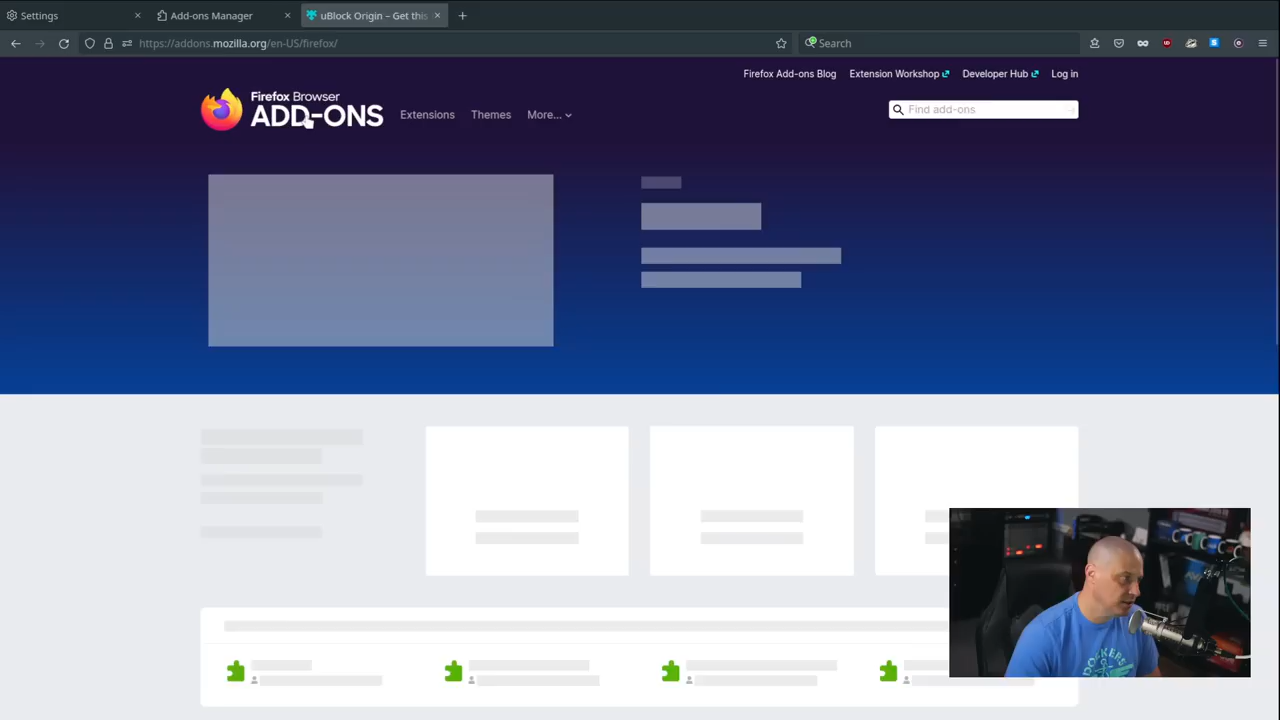 Settings
Add-ons Manager
uBlock Origin – Get this
https://addons.mozilla.org/en-US/firefox/
Search
Firefox Add-ons Blog
Extension Workshop
Developer Hub
Log in
Firefox Browser
ADD-ONS
Extensions
Themes
More...
Find add-ons